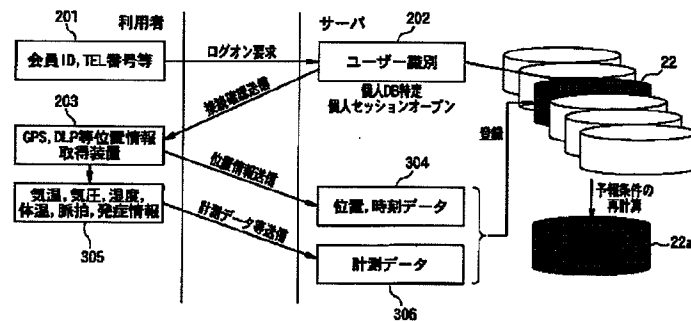 201
利用者
サーバ
202
会員ID,TEL番号等
ログオン要求
ユーザー識別
22
個人DB特定
個人セッションオープン
203
接続確認送信
登録
GPS,DLP等位置情報
取得装置
位置情報送信
304
予報条件の
再計算
気温,気圧,湿度,
体温,脈拍,発症情報
位置,時刻データ
305
計測データ等送信
22a
計測データ
306